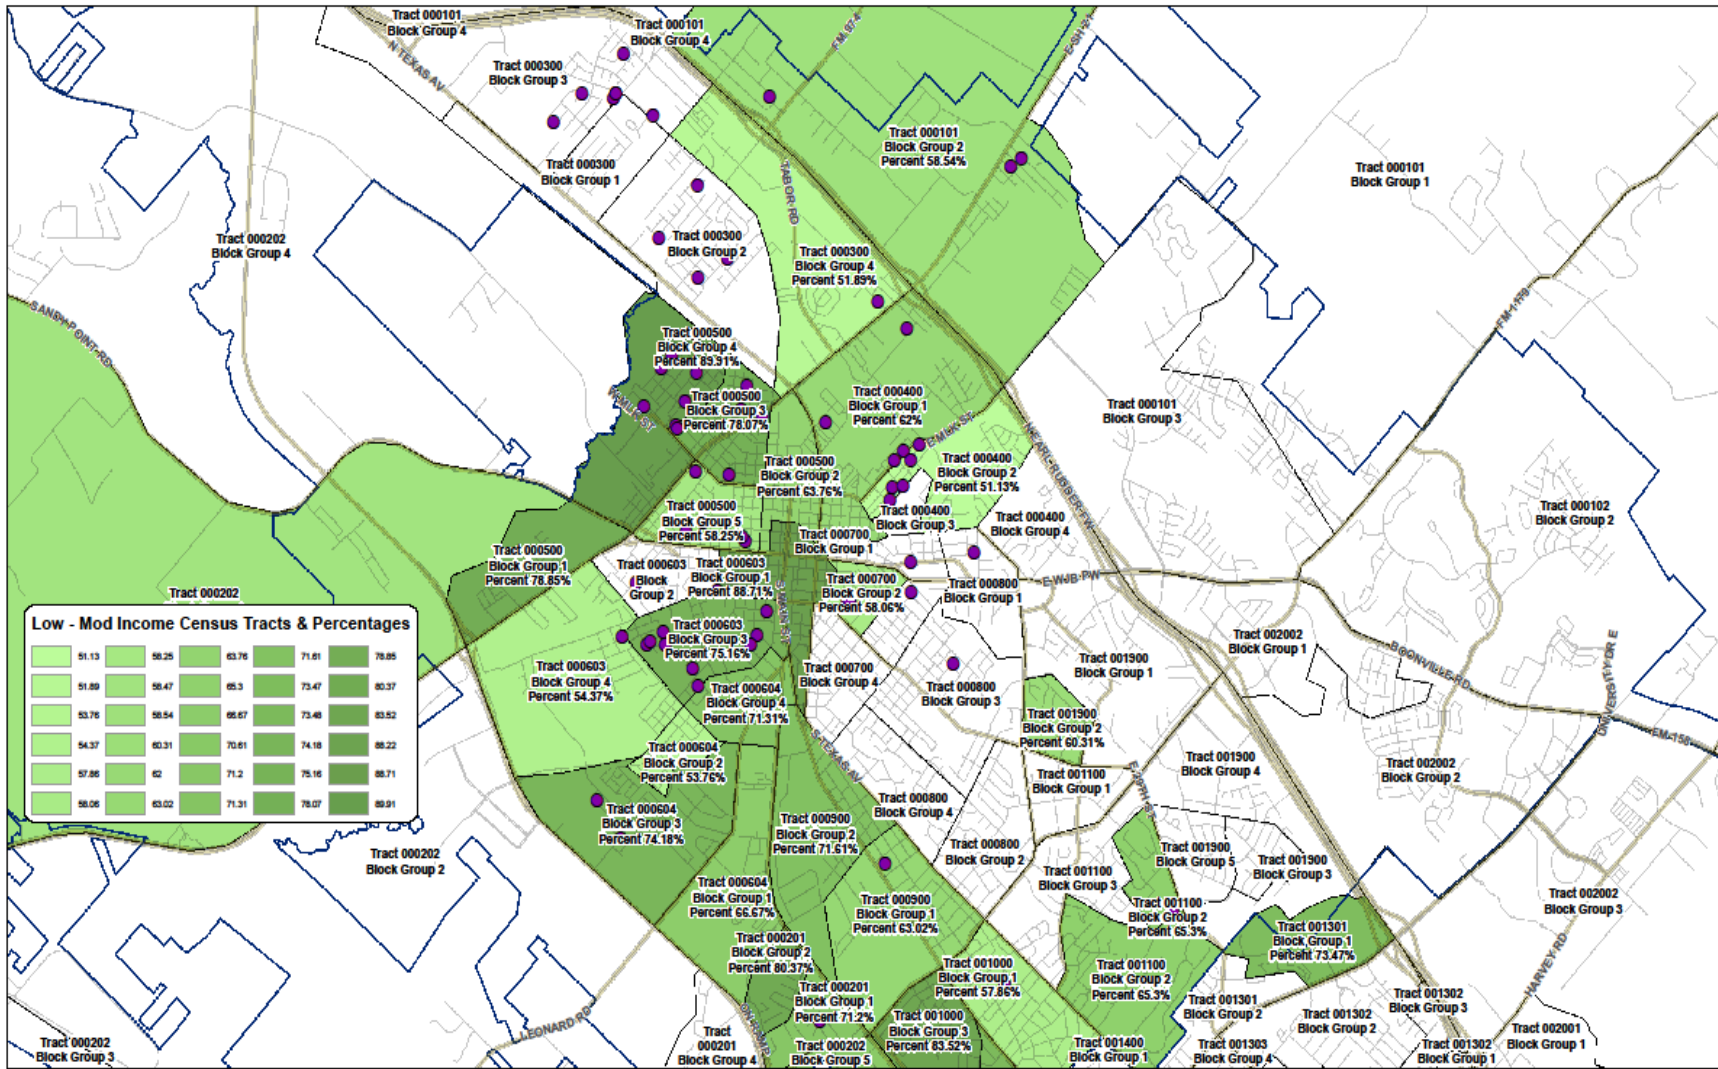 Tract 000101
Block Group 4
Tract 000101
Block Group 4
N TEXAS AV
FM 974
E SH 21
Tract 000300
Block Group 3
Tract 000101
Block Group 2
Percent 58.54%
Tract 000300
Block Group 1
Tract 000101
Block Group 1
TABOR RD
Tract 000202
Block Group 4
Tract 000300
Block Group 2
Tract 000300
Block Group 4
Percent 51.89%
SANDY POINT RD
FM 1179
Tract 000500
Block Group 4
Percent 89.91%
W MLK ST
Tract 000500
Block Group 3
Percent 78.07%
Tract 000400
Block Group 1
Percent 62%
E MLK ST
Tract 000101
Block Group 3
N EARL RUDDER FW
Tract 000500
Block Group 2
Percent 63.76%
Tract 000400
Block Group 2
Percent 51.13%
Tract 000500
Block Group 5
Percent 58.25%
Tract 000400
Block Group 3
Tract 000400
Block Group 4
Tract 000102
Block Group 2
Tract 000700
Block Group 1
Tract 000500
Block Group 1
Percent 78.85%
Tract 000603
Block
Group 2
Tract 000603
Block Group 1
Percent 88.71%
S MAIN ST
Tract 000700
Block Group 2
Percent 58.06%
Tract 000800
Block Group 1
E WJB PW
Tract 000202
Low - Mod Income Census Tracts & Percentages
51.13 58.25 63.76 71.61 78.85
51.89 58.47 65.3 73.47 80.37
53.76 58.54 66.67 73.48 83.52
54.37 60.31 70.61 74.18 88.22
57.86 62 71.2 75.16 88.71
58.06 63.02 71.31 78.07 89.91
Tract 000603
Block Group 3
Percent 75.16%
Tract 002002
Block Group 1
BOONVILLE RD
UNIVERSITY DR E
Tract 000603
Block Group 4
Percent 54.37%
Tract 000700
Block Group 4
Tract 000800
Block Group 3
Tract 001900
Block Group 1
Tract 000604
Block Group 4
Percent 71.31%
Tract 001900
Block Group 2
Percent 60.31%
FM 158
S TEXAS AV
Tract 000604
Block Group 2
Percent 53.76%
Tract 001900
Block Group 4
Tract 002002
Block Group 2
Tract 001100
Block Group 1
E 29TH ST
Tract 000604
Block Group 3
Percent 74.18%
Tract 000800
Block Group 4
Tract 000900
Block Group 2
Percent 71.61%
Tract 000800
Block Group 2
Tract 000202
Block Group 2
Tract 001100
Block Group 3
Tract 001900
Block Group 5
Tract 001900
Block Group 3
Tract 000604
Block Group 1
Percent 66.67%
Tract 000900
Block Group 1
Percent 63.02%
Tract 001100
Block Group 2
Percent 65.3%
Tract 002002
Block Group 3
Tract 001301
Block Group 1
Percent 73.47%
Tract 000201
Block Group 2
Percent 80.37%
HARVEY RD
Tract 001000
Block Group 1
Percent 57.86%
Tract 001100
Block Group 2
Percent 65.3%
Tract 000201
Block Group 1
Percent 71.2%
Tract 001301
Block Group 2
Tract 001302
Block Group 3
Tract 001302
Block Group 2
LEONARD RD
Tract 001000
Block Group 3
Percent 83.52%
Tract
000201
Block Group 4
Tract 000202
Block Group 3
Tract 000202
Block Group 5
Tract 001400
Block Group 1
Tract 001303
Block Group 4
Tract 001302
Block Group 1
Tract 002001
Block Group 1